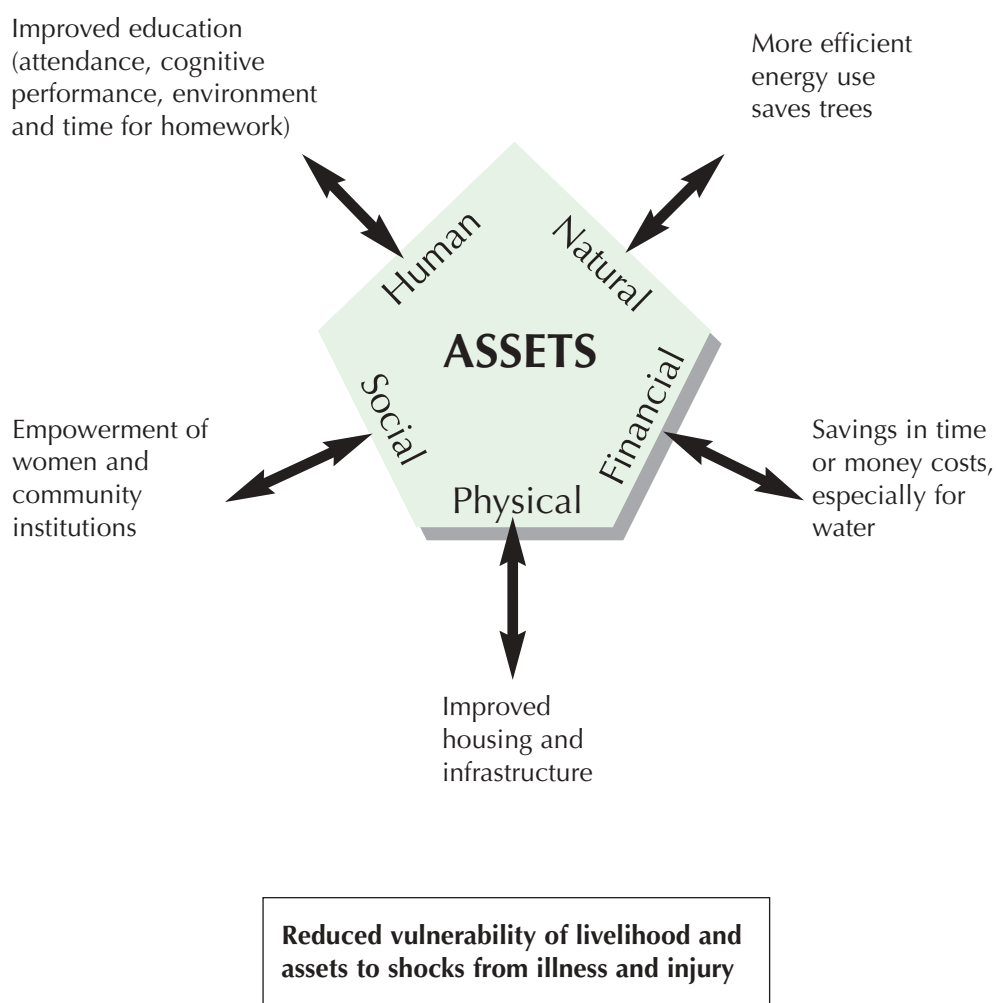 Improved education
(attendance, cognitive
performance, environment
and time for homework)
More efficient
energy use
saves trees
Human
Natural
ASSETS
Social
Financial
Physical
Empowerment of
women and
community
institutions
Savings in time
or money costs,
especially for
water
Improved
housing and
infrastructure
Reduced vulnerability of livelihood and
assets to shocks from illness and injury